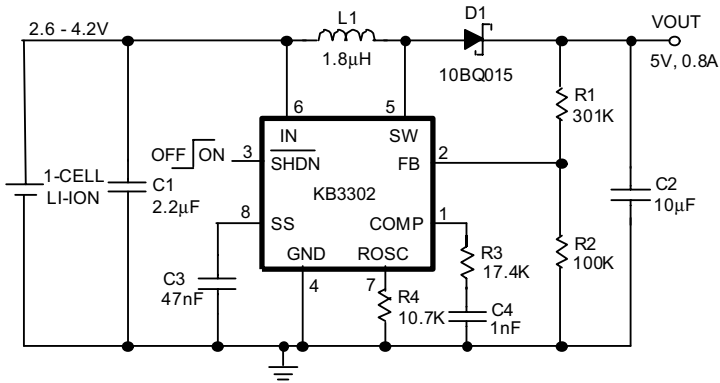 L1
D1
VOUT
2.6 - 4.2V
1.8µH
10BQ015
5V, 0.8A
6
5
R1
301K
IN
SW
OFF
ON
3
SHDN
FB
2
1-CELL
LI-ION
C1
2.2µF
KB3302
C2
10µF
8
SS
COMP
1
R3
17.4K
R2
100K
GND
ROSC
C3
47nF
4
7
R4
10.7K
C4
1nF